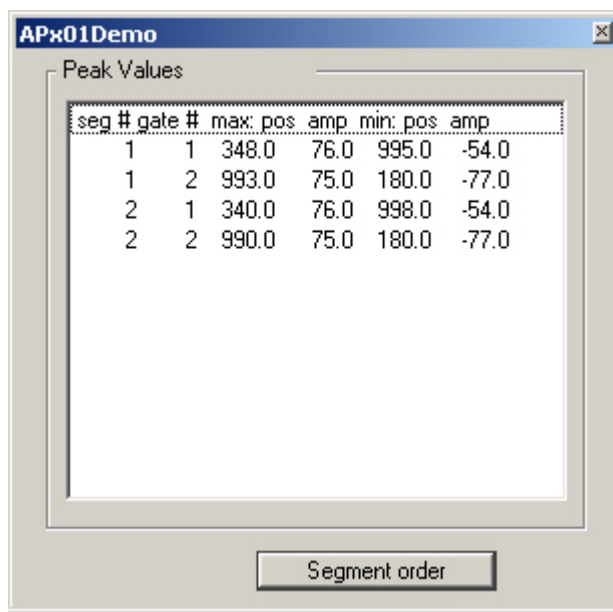 APx01Demo
Peak Values
seg # gate # max: pos amp min: pos amp
1 1 348.0 76.0 995.0 -54.0
1 2 993.0 75.0 180.0 -77.0
2 1 340.0 76.0 998.0 -54.0
2 2 990.0 75.0 180.0 -77.0
Segment order